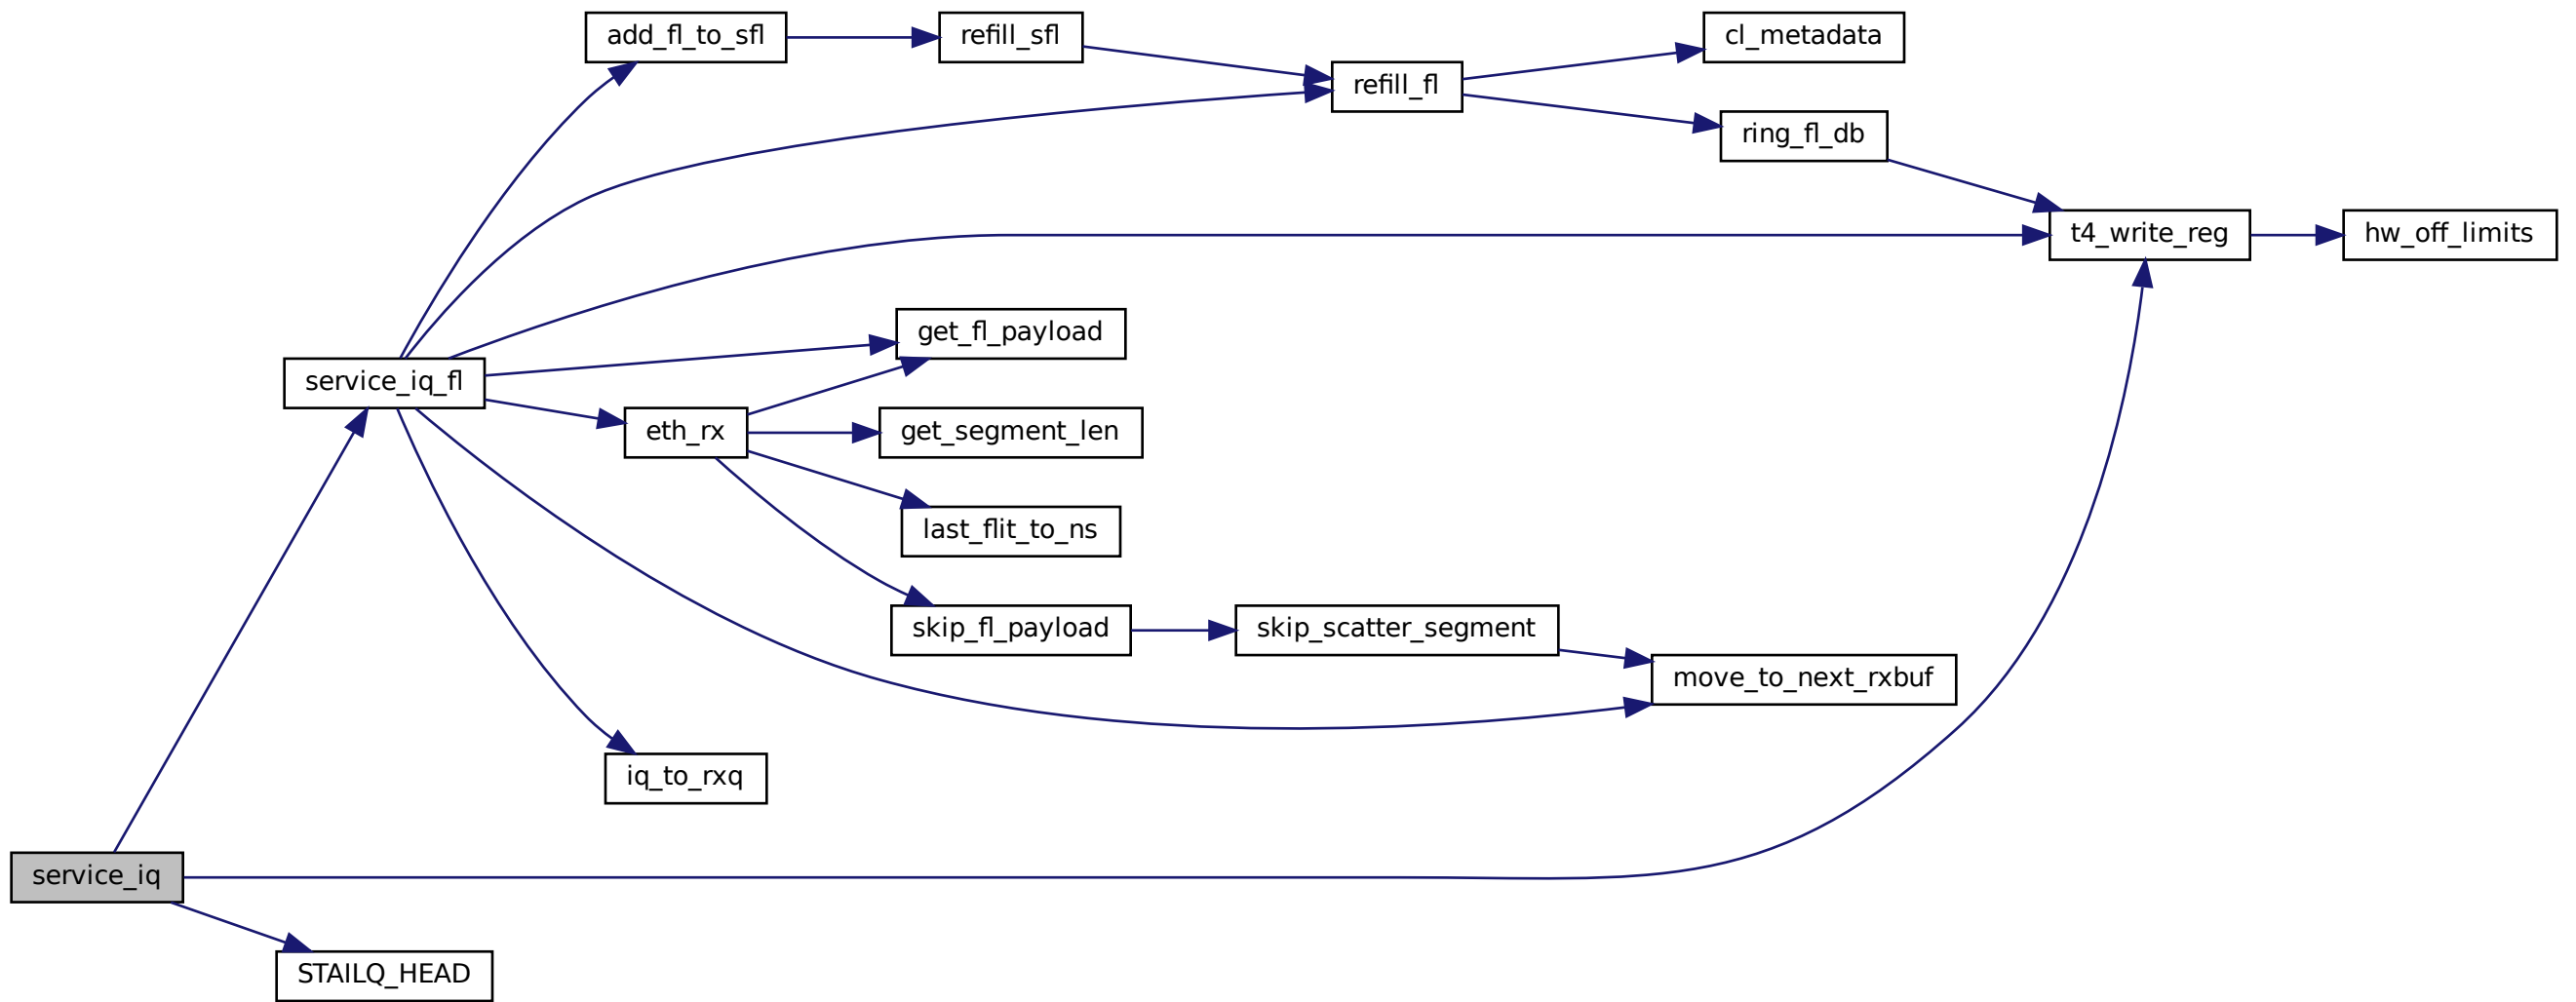 add_fl_to_sfl
refill_sfl
cl_metadata
refill_fl
ring_fl_db
t4_write_reg
hw_off_limits
get_fl_payload
service_iq_fl
eth_rx
get_segment_len
last_flit_to_ns
skip_fl_payload
skip_scatter_segment
move_to_next_rxbuf
iq_to_rxq
service_iq
STAILQ_HEAD